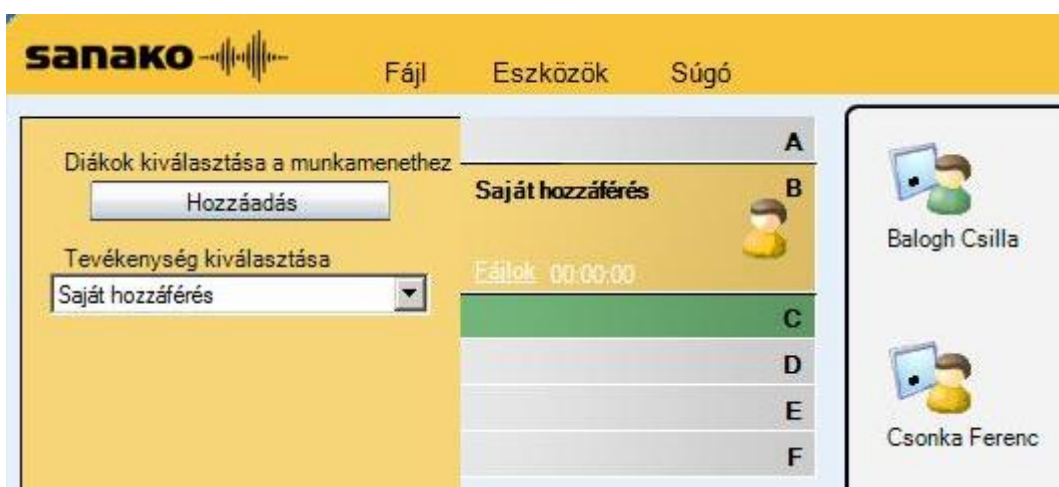 sanako
Fájl Eszközök Súgó
Diákok kiválasztása a munkamenethez
Hozzáadás
Tevékenység kiválasztása
Saját hozzáférés
A
Saját hozzáférés B
Fájlok 00:00:00
C
D
E
F
Balogh Csilla
Csonka Ferenc